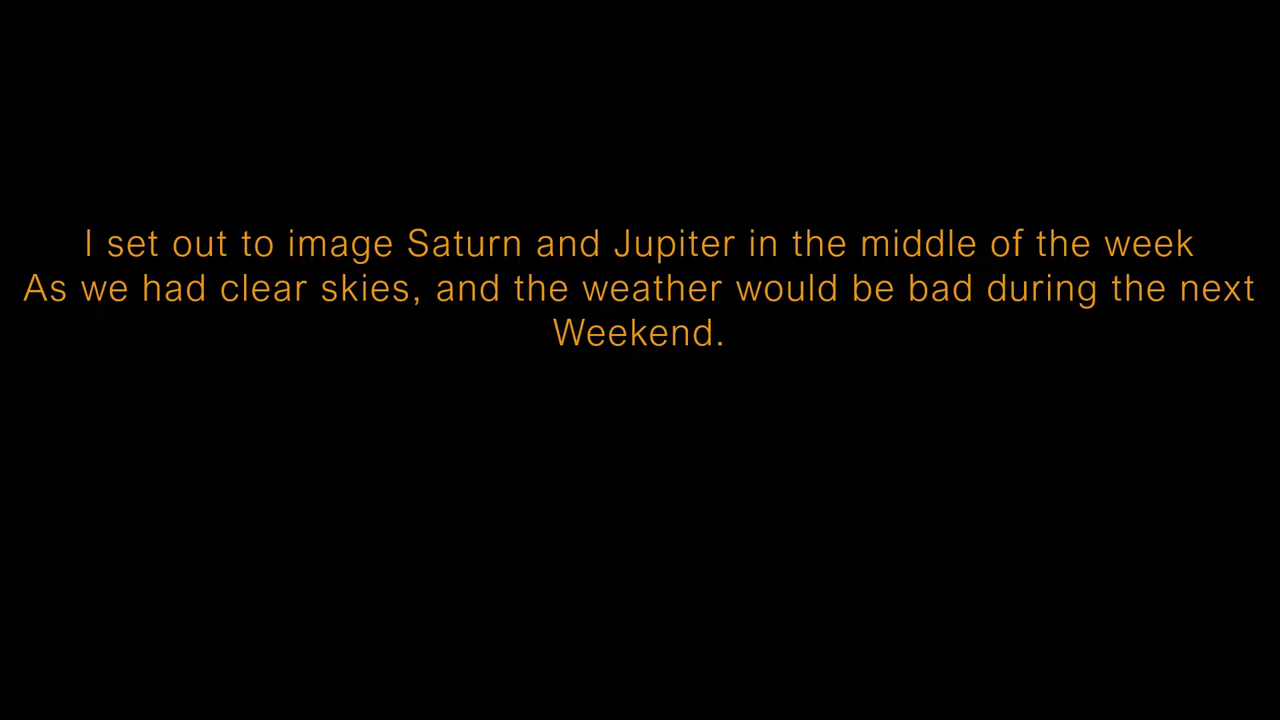 I set out to image Saturn and Jupiter in the middle of the week
As we had clear skies, and the weather would be bad during the next
Weekend.